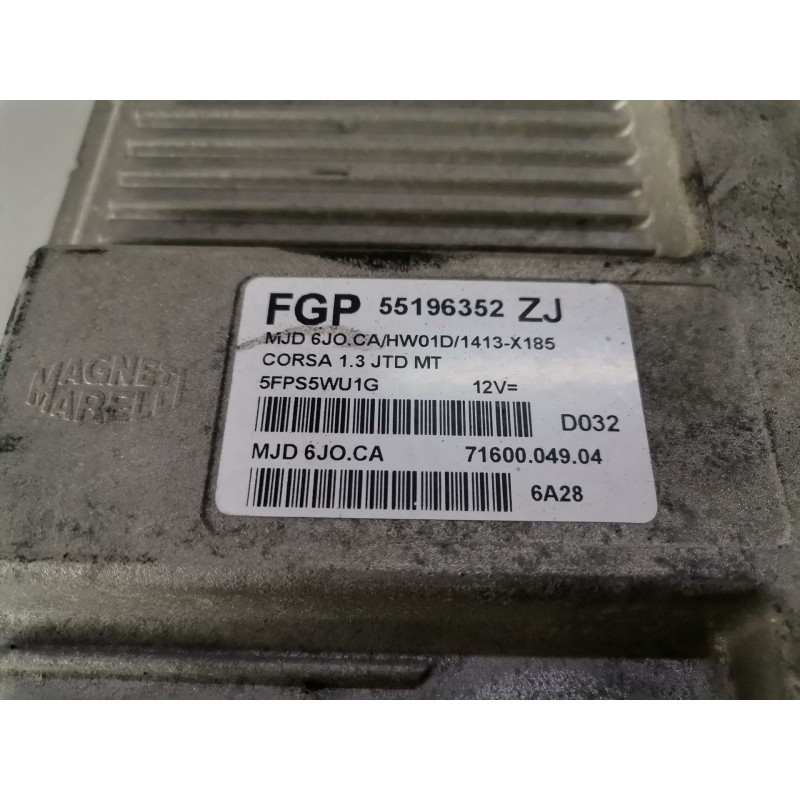 FGP 55196352 ZJ
MJD 6JO.CA/HW01D/1413-X185
CORSA 1.3 JTD MT
5FPS5WU1G 12V=
D032
MJD 6JO.CA 71600.049.04
6A28
MAGNETI
MARELLI